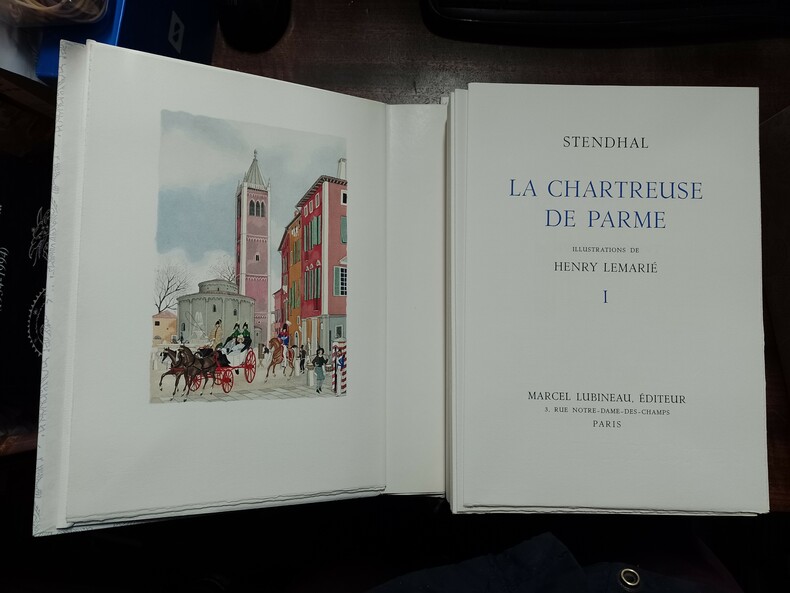 STENDHAL
LA CHARTREUSE
DE PARME
ILLUSTRATIONS DE
HENRY LEMARIÉ
I
MARCEL LUBINEAU, ÉDITEUR
3, RUE NOTRE-DAME-DES-CHAMPS
PARIS